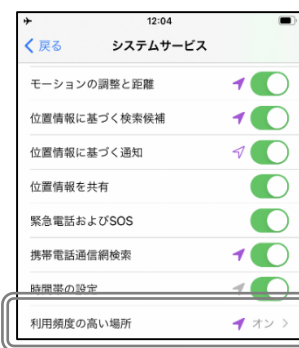 12:04
戻る システムサービス
モーションの調整と距離
位置情報に基づく検索候補
位置情報に基づく通知
位置情報を共有
緊急電話およびSOS
携帯電話通信網検索
時間帯の設定
利用頻度の高い場所 オン